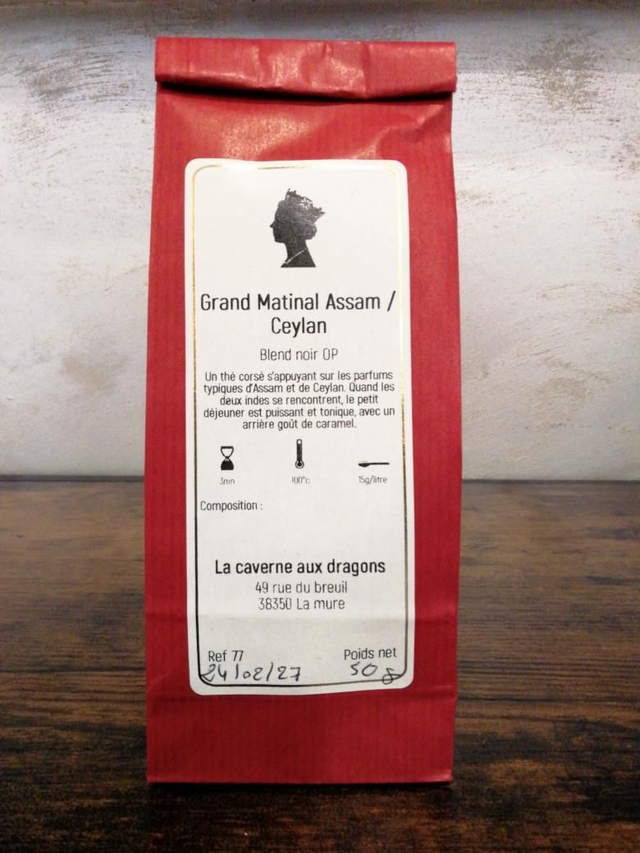 Grand Matinal Assam /
Ceylan
Blend noir OP
Un thé corsé s'appuyant sur les parfums
typiques d'Assam et de Ceylan. Quand les
deux indes se rencontrent, le petit
déjeuner est puissant et tonique, avec un
arrière goût de caramel.
3mn 100°c 15g/litre
Composition :
La caverne aux dragons
49 rue du breuil
38350 La mure
Ref 77 Poids net
24/02/27 50g